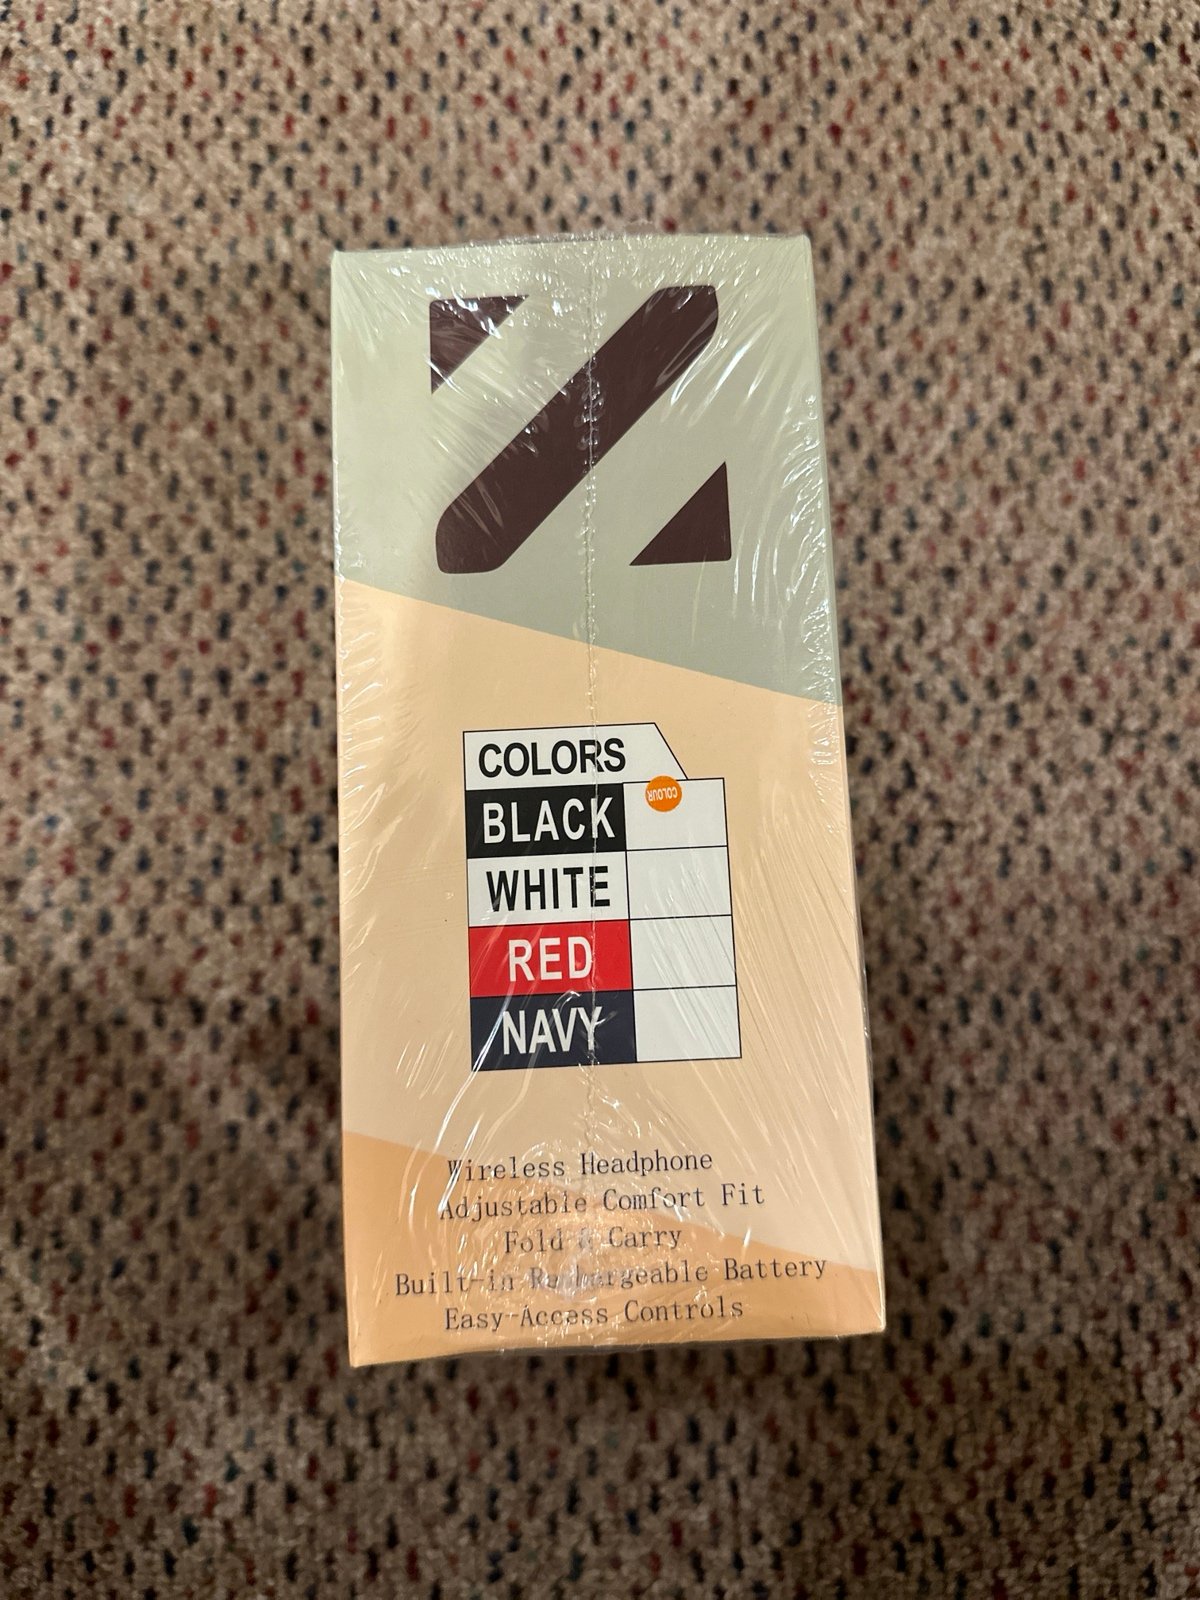 COLORS
BLACK
COLOUR
WHITE
RED
NAVY
Wireless Headphone
Adjustable Comfort Fit
Fold & Carry
Built-in Rechargeable Battery
Easy-Access Controls